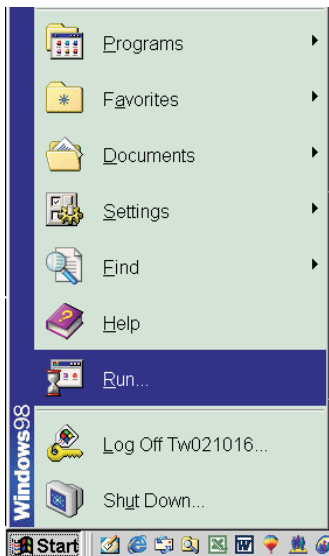 Programs
Favorites
Documents
Settings
Find
Help
Run...
Log Off Tw021016...
Shut Down...
Windows98
Start